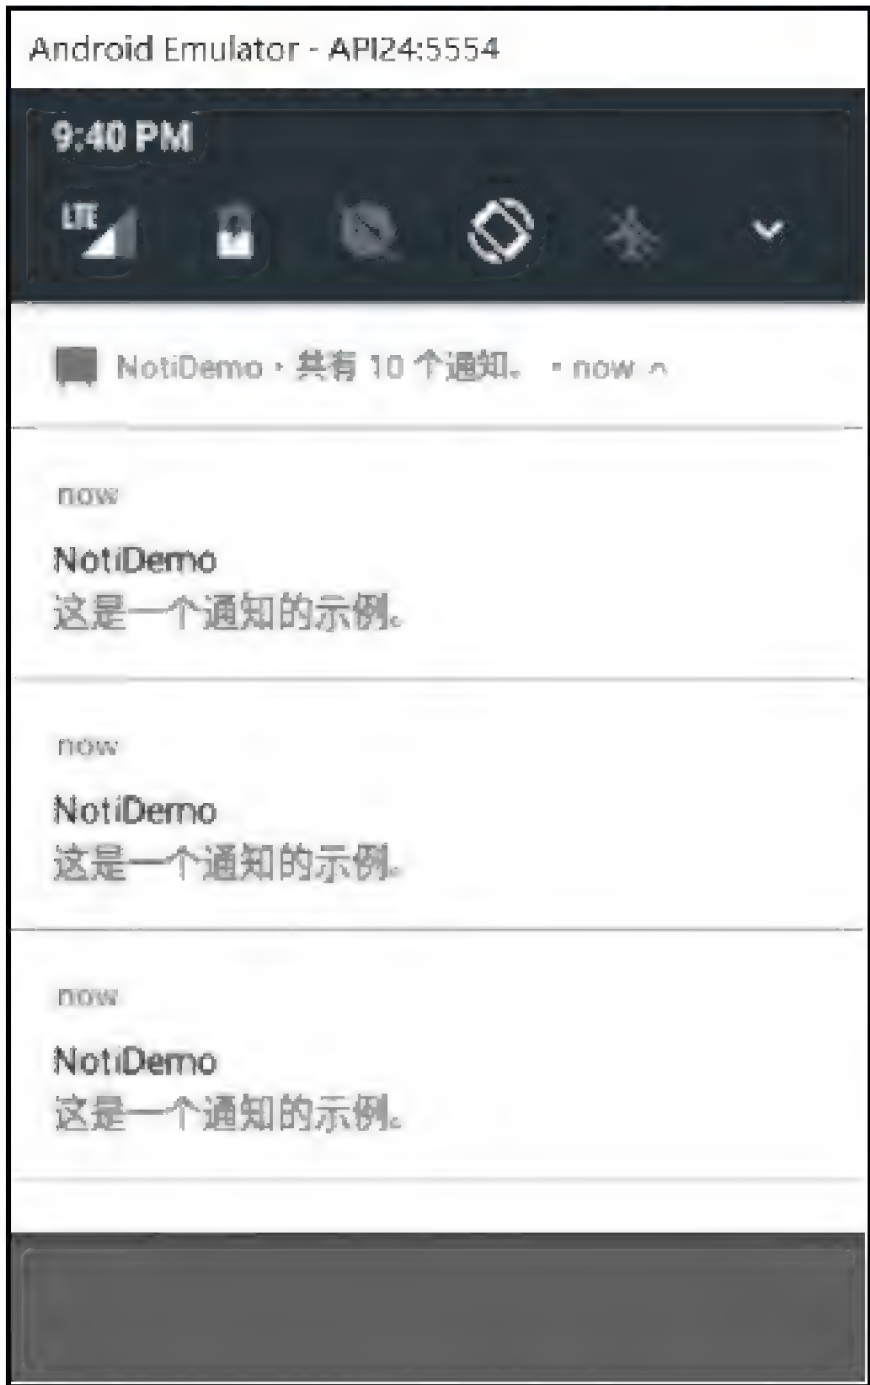 Android Emulator - API24:5554
9:40 PM
LTE
NotiDemo • 共有 10 个通知。 • now
now
NotiDemo
这是一个通知的示例。
now
NotiDemo
这是一个通知的示例。
now
NotiDemo
这是一个通知的示例。